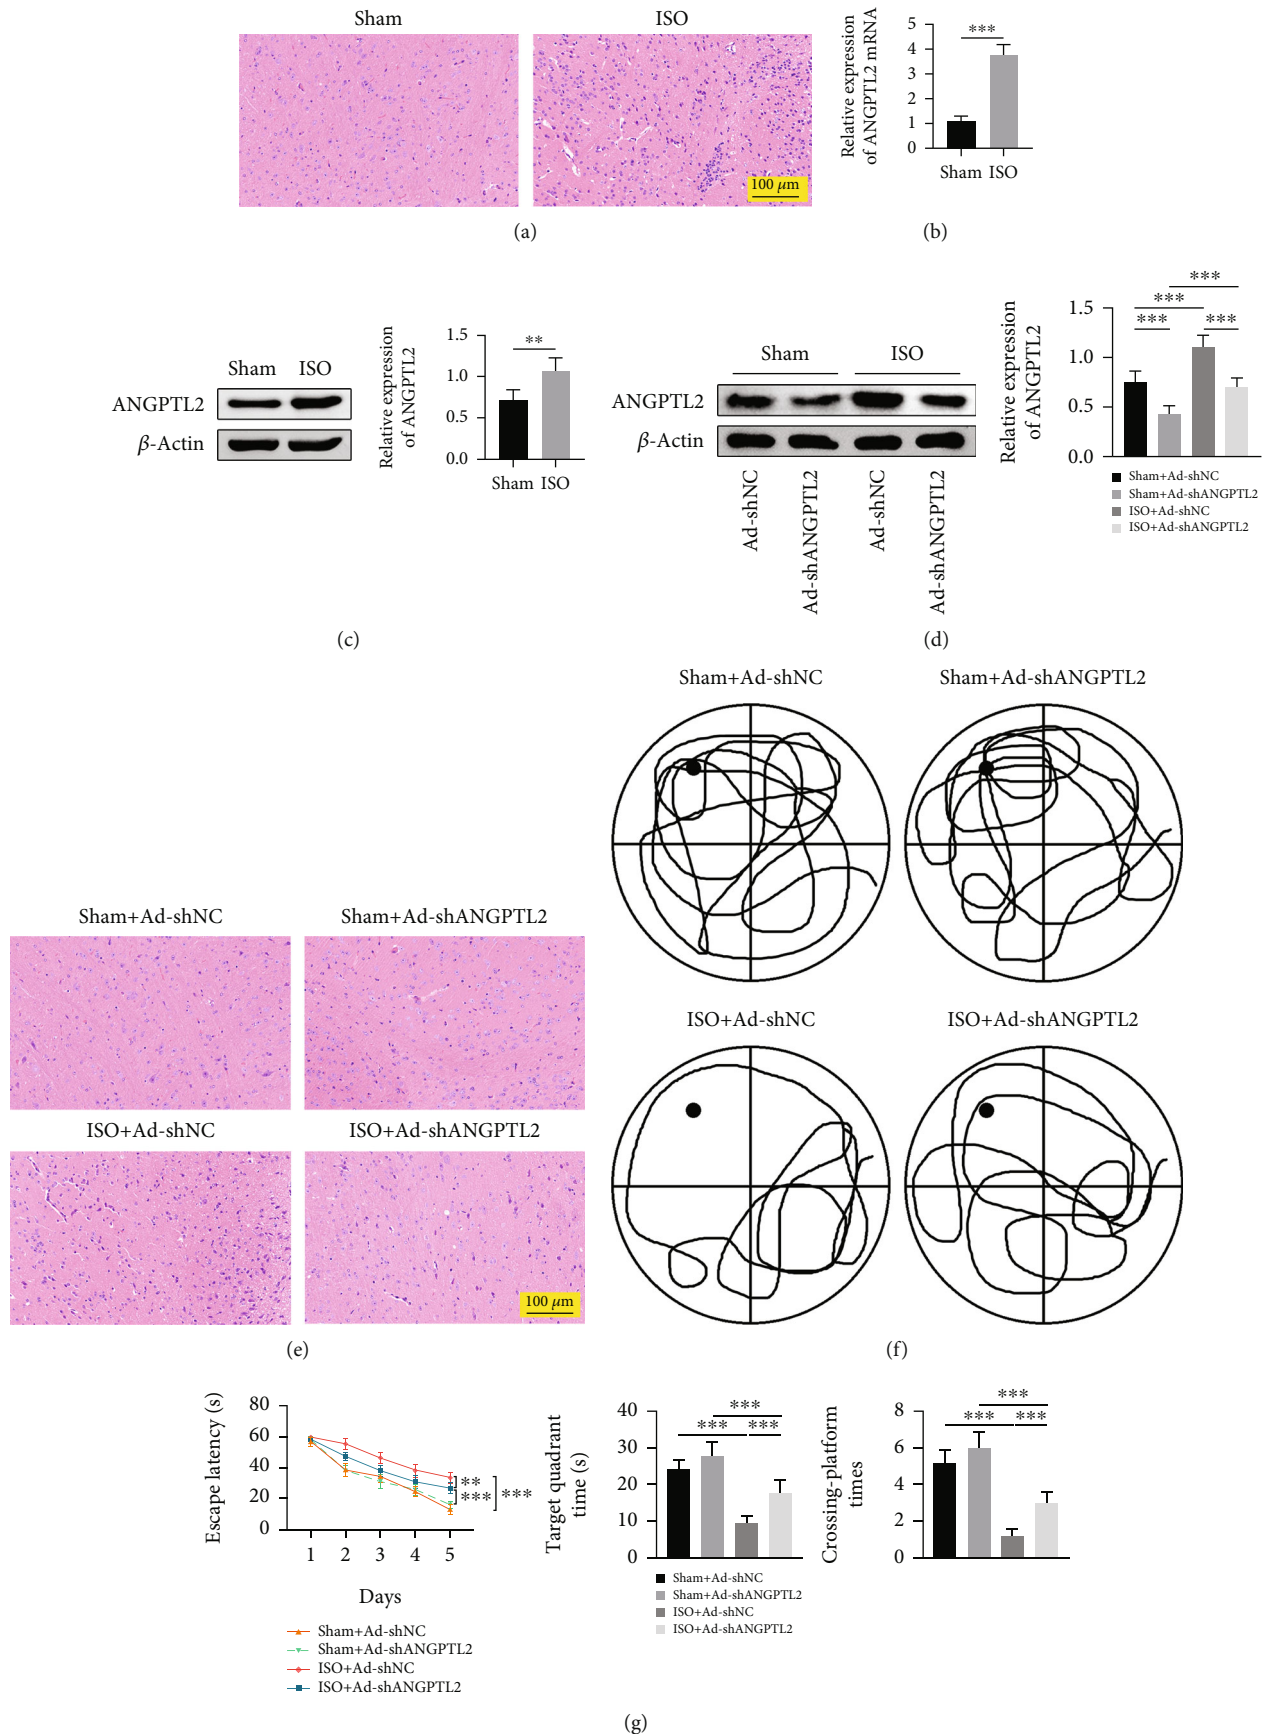 Sham
ISO
100 μm
(a)
Relative expression
of ANGPTL2 mRNA
5
4
3
2
1
0
***
Sham ISO
(b)
Sham ISO
ANGPTL2
β-Actin
Relative expression
of ANGPTL2
1.5
1.0
0.5
0.0
**
Sham ISO
(c)
Sham
ISO
ANGPTL2
β-Actin
Ad-shNC
Ad-shANGPTL2
Ad-shNC
Ad-shANGPTL2
Relative expression
of ANGPTL2
1.5
1.0
0.5
0.0
***
***
*** ***
Sham+Ad-shNC
Sham+Ad-shANGPTL2
ISO+Ad-shNC
ISO+Ad-shANGPTL2
(d)
Sham+Ad-shNC
Sham+Ad-shANGPTL2
ISO+Ad-shNC
ISO+Ad-shANGPTL2
100 μm
(e)
Sham+Ad-shNC
Sham+Ad-shANGPTL2
ISO+Ad-shNC
ISO+Ad-shANGPTL2
(f)
Escape latency (s)
80
60
40
20
0
1 2 3 4 5
Days
**
***
***
Sham+Ad-shNC
Sham+Ad-shANGPTL2
ISO+Ad-shNC
ISO+Ad-shANGPTL2
Target quadrant
time (s)
40
30
20
10
0
***
*** ***
Sham+Ad-shNC
Sham+Ad-shANGPTL2
ISO+Ad-shNC
ISO+Ad-shANGPTL2
Crossing-platform
times
8
6
4
2
0
***
*** ***
(g)